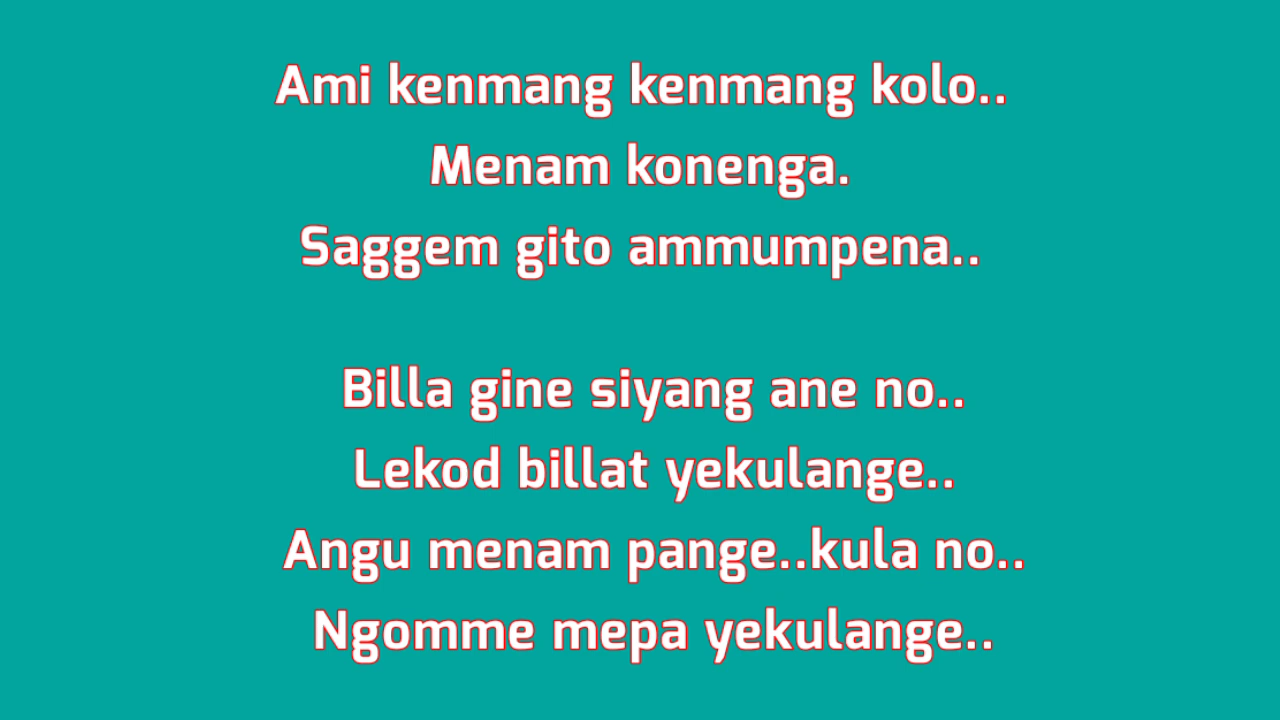 Ami kenmang kenmang kolo..
Menam konenga.
Saggem gito ammumpena..
Billa gine siyang ane no..
Lekod billat yekulange..
Angu menam pange..kula no..
Ngomme mepa yekulange..